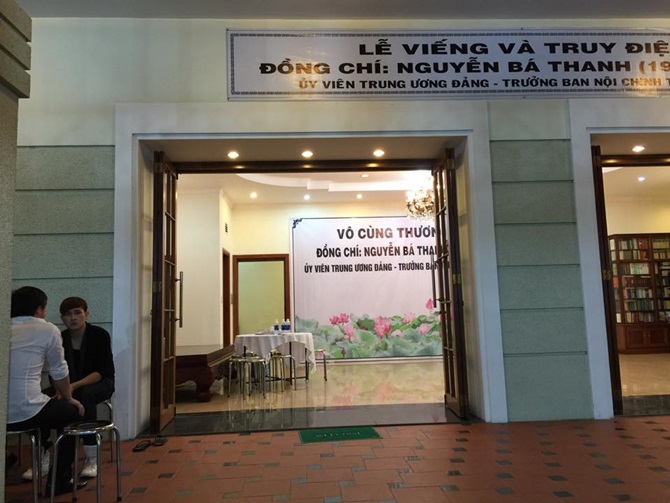 LỄ VIẾNG VÀ TRUY ĐIỆ
ĐỒNG CHÍ: NGUYỄN BÁ THANH (19
ỦY VIÊN TRUNG ƯƠNG ĐẢNG - TRƯỞNG BAN NỘI CHÍNH T
VÔ CÙNG THƯƠN
ĐỒNG CHÍ: NGUYỄN BÁ THAN
ỦY VIÊN TRUNG ƯƠNG ĐẢNG - TRƯỞNG BAN